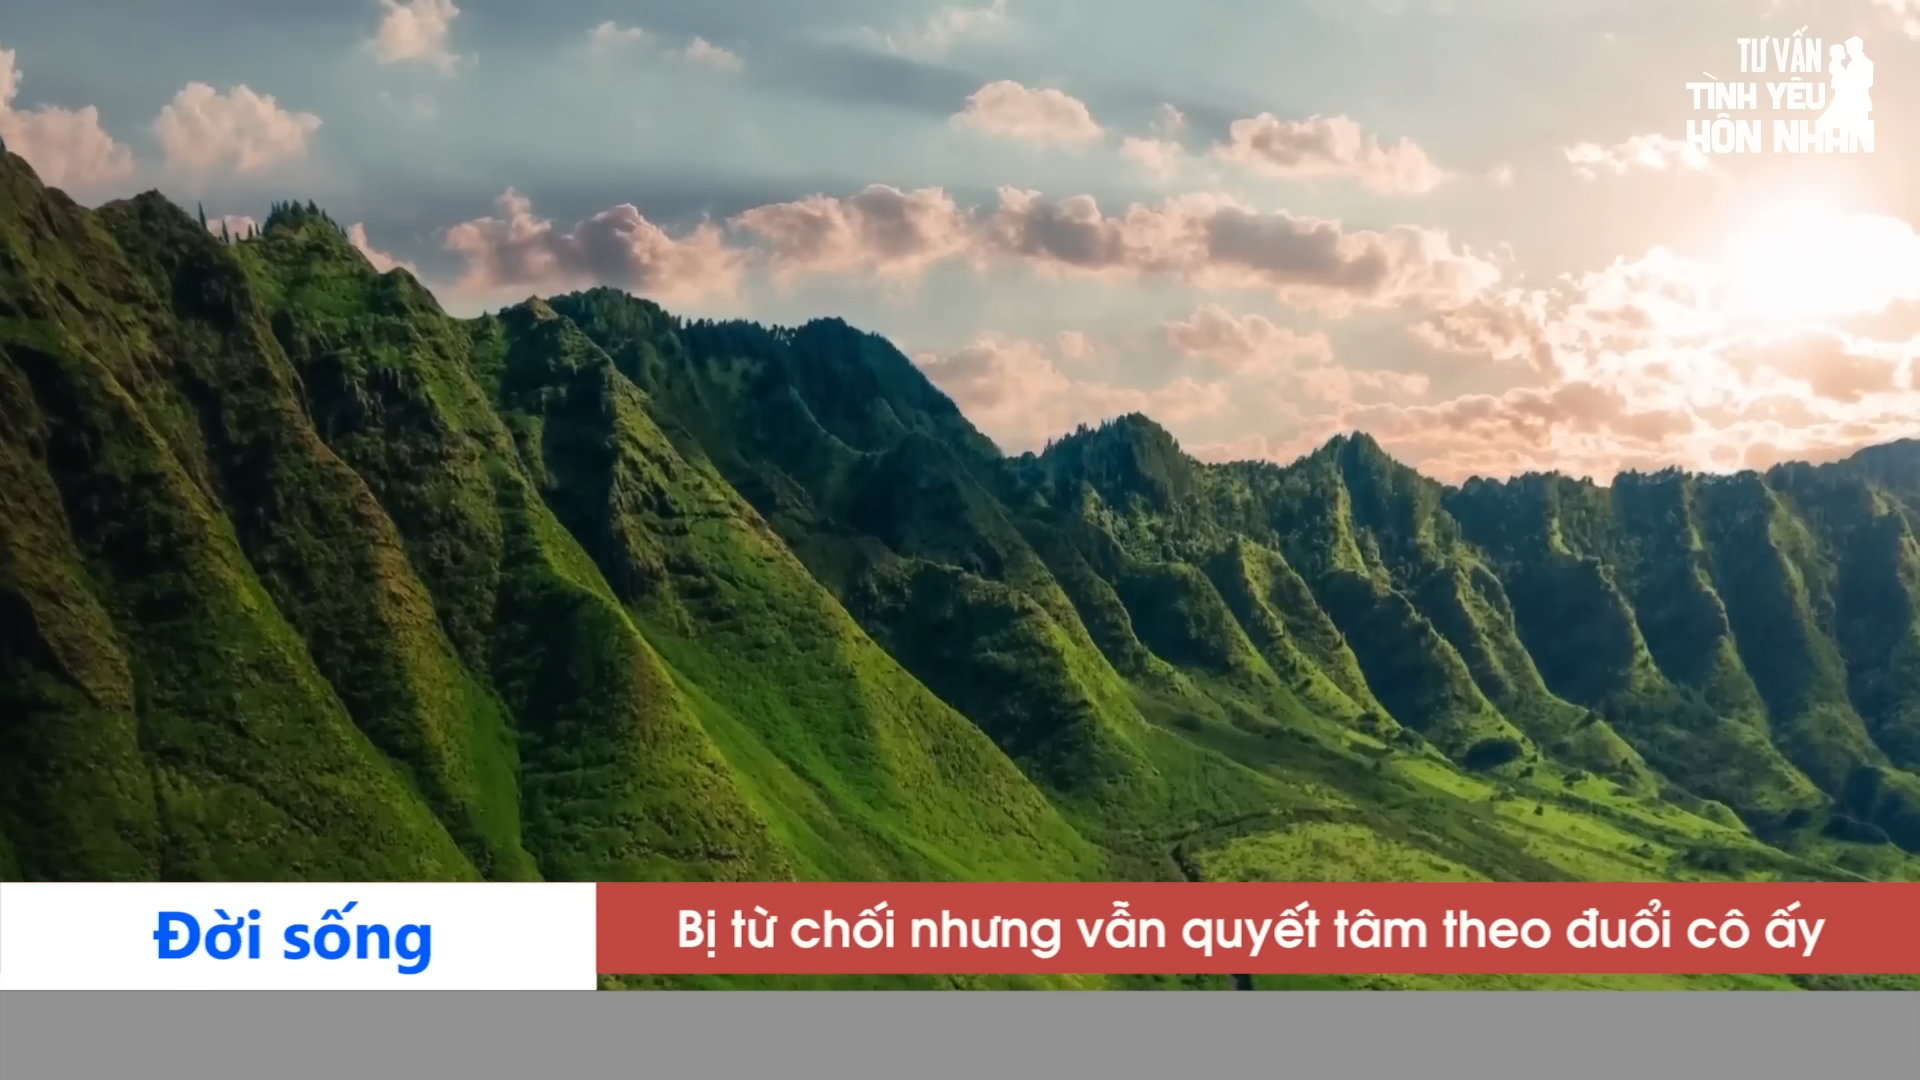 TƯ VẤN
TÌNH YÊU
HÔN NHÂN
Đời sống
Bị từ chối nhưng vẫn quyết tâm theo đuổi cô ấy